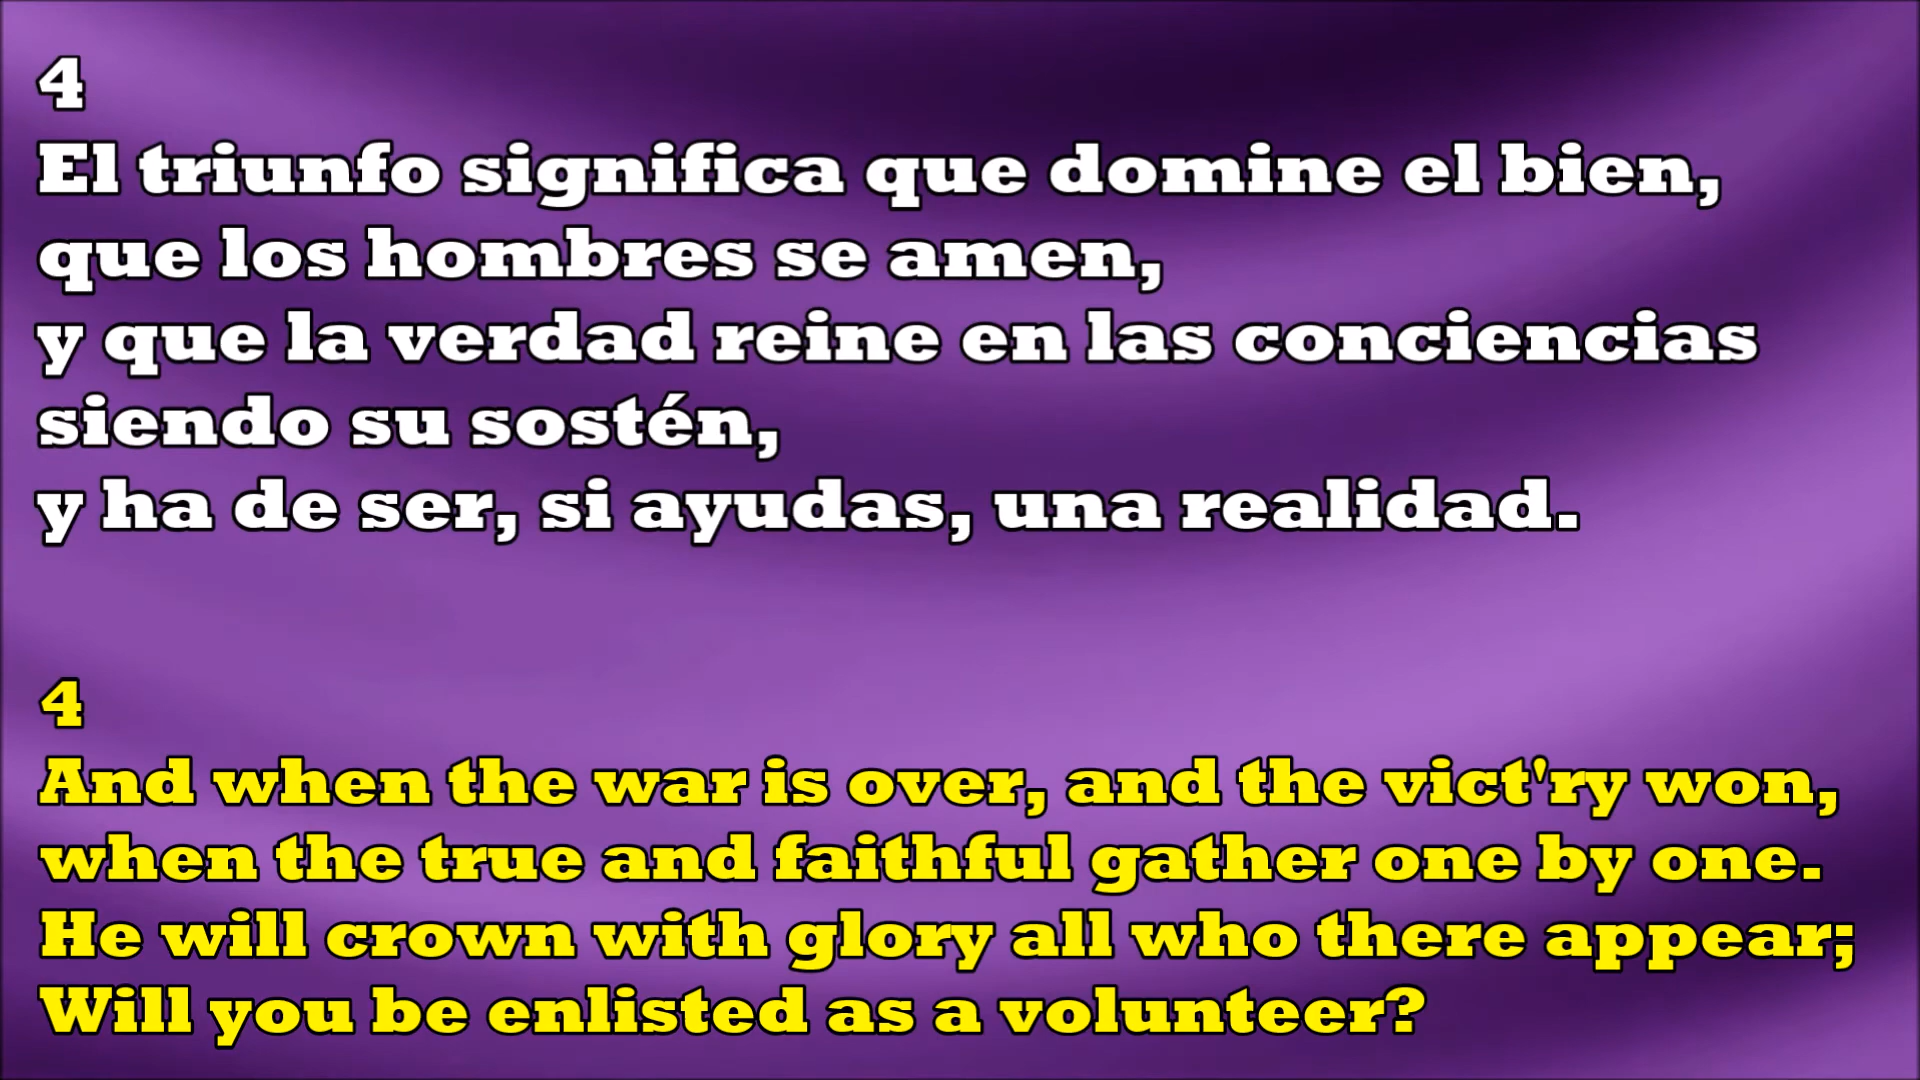 4
El triunfo significa que domine el bien,
que los hombres se amen,
y que la verdad reine en las conciencias
siendo su sostén,
y ha de ser, si ayudas, una realidad.
4
And when the war is over, and the vict'ry won,
when the true and faithful gather one by one.
He will crown with glory all who there appear;
Will you be enlisted as a volunteer?